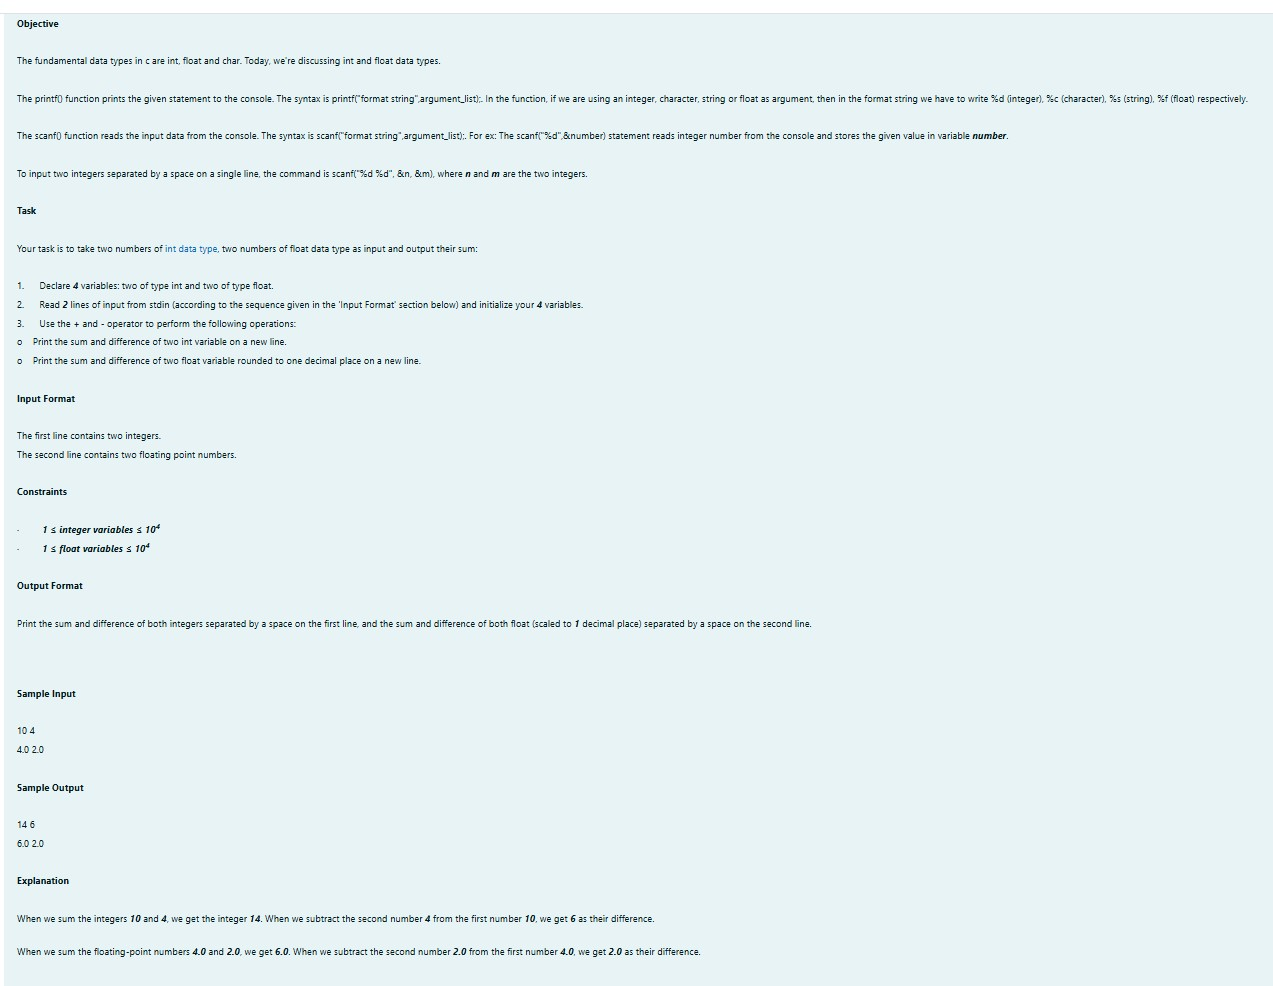 Objective
The fundamental data types in c are int, float and char. Today, we're discussing int and float data types.
The printf() function prints the given statement to the console. The syntax is printf("format string",argument_list);. In the function, if we are using an integer, character, string or float as argument, then in the format string we have to write %d (integer), %c (character), %s (string), %f (float) respectively.
The scanf() function reads the input data from the console. The syntax is scanf("format string",argument_list);. For ex: The scanf("%d",&number) statement reads integer number from the console and stores the given value in variable number.
To input two integers separated by a space on a single line, the command is scanf("%d %d", &n, &m), where n and m are the two integers.
Task
Your task is to take two numbers of int data type, two numbers of float data type as input and output their sum:
1. Declare 4 variables: two of type int and two of type float.
2. Read 2 lines of input from stdin (according to the sequence given in the 'Input Format' section below) and initialize your 4 variables.
3. Use the + and - operator to perform the following operations:
o Print the sum and difference of two int variable on a new line.
o Print the sum and difference of two float variable rounded to one decimal place on a new line.
Input Format
The first line contains two integers.
The second line contains two floating point numbers.
Constraints
· 1 ≤ integer variables ≤ 10⁴
· 1 ≤ float variables ≤ 10⁴
Output Format
Print the sum and difference of both integers separated by a space on the first line, and the sum and difference of both float (scaled to 1 decimal place) separated by a space on the second line.
Sample Input
10 4
4.0 2.0
Sample Output
14 6
6.0 2.0
Explanation
When we sum the integers 10 and 4, we get the integer 14. When we subtract the second number 4 from the first number 10, we get 6 as their difference.
When we sum the floating-point numbers 4.0 and 2.0, we get 6.0. When we subtract the second number 2.0 from the first number 4.0, we get 2.0 as their difference.